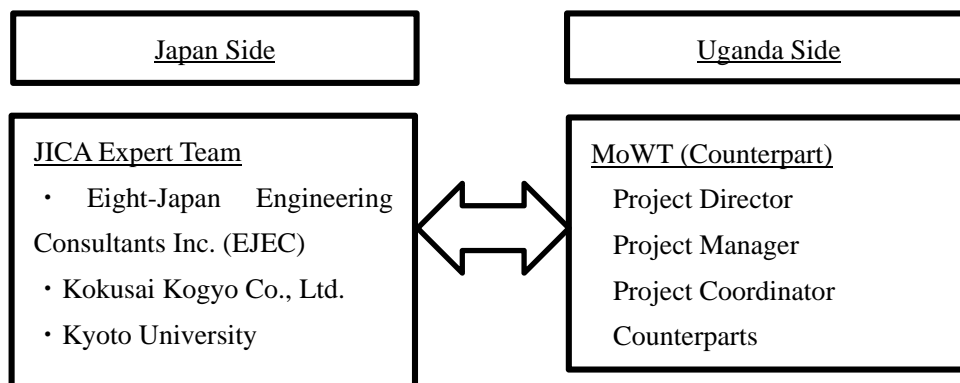 Japan Side
Uganda Side
JICA Expert Team
・ Eight-Japan Engineering
Consultants Inc. (EJEC)
・Kokusai Kogyo Co., Ltd.
・Kyoto University
MoWT (Counterpart)
Project Director
Project Manager
Project Coordinator
Counterparts